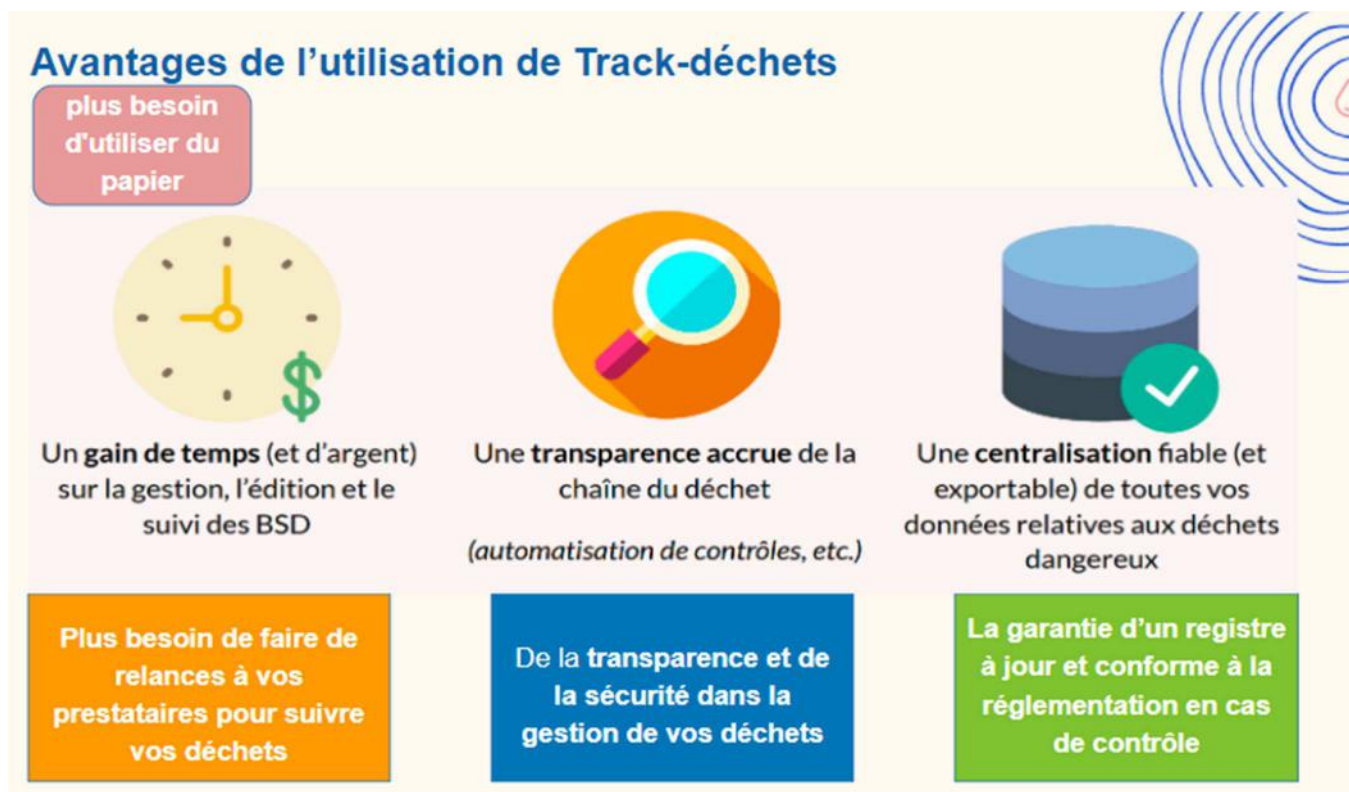 Avantages de l’utilisation de Track-déchets
plus besoin
d'utiliser du
papier
$
Un gain de temps (et d’argent)
sur la gestion, l’édition et le
suivi des BSD
Une transparence accrue de la
chaîne du déchet
(automatisation de contrôles, etc.)
Une centralisation fiable (et
exportable) de toutes vos
données relatives aux déchets
dangereux
Plus besoin de faire de
relances à vos
prestataires pour suivre
vos déchets
De la transparence et de
la sécurité dans la
gestion de vos déchets
La garantie d’un registre
à jour et conforme à la
réglementation en cas
de contrôle